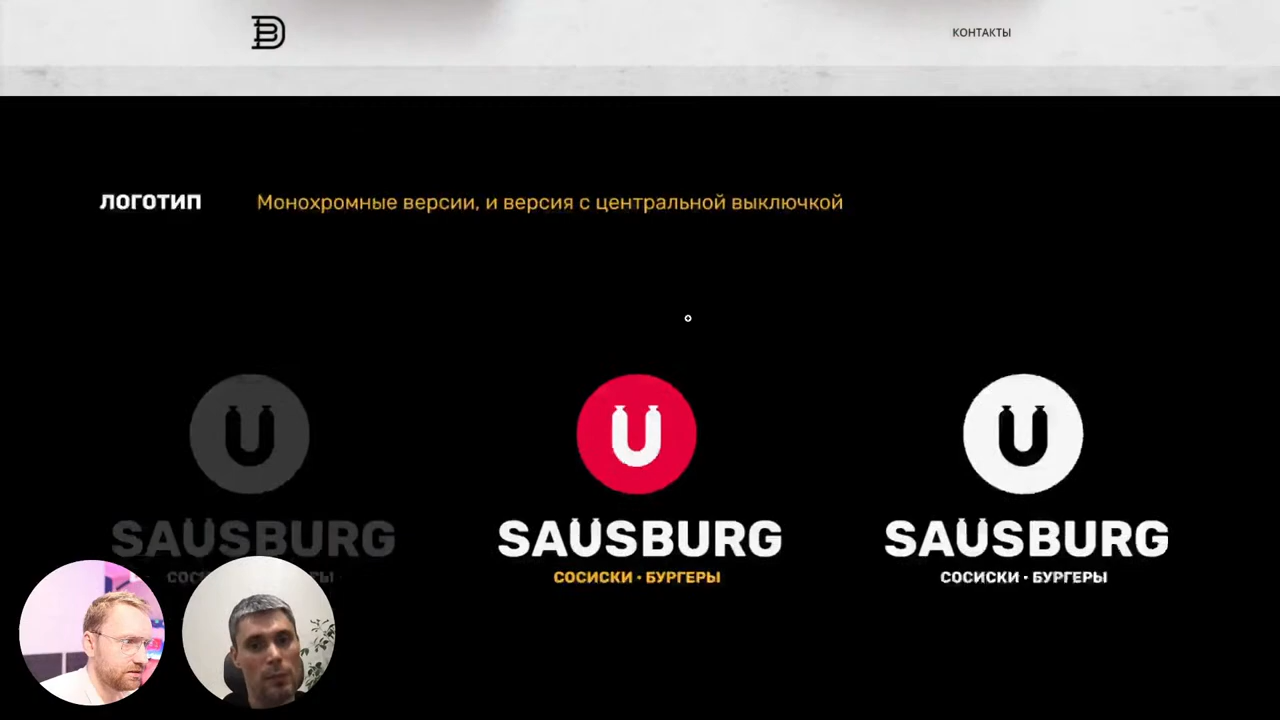 КОНТАКТЫ
ЛОГОТИП Монохромные версии, и версия с центральной выключкой
U U U
SAUSBURG SAUSBURG SAUSBURG
СОСИСКИ · БУРГЕРЫ СОСИСКИ · БУРГЕРЫ